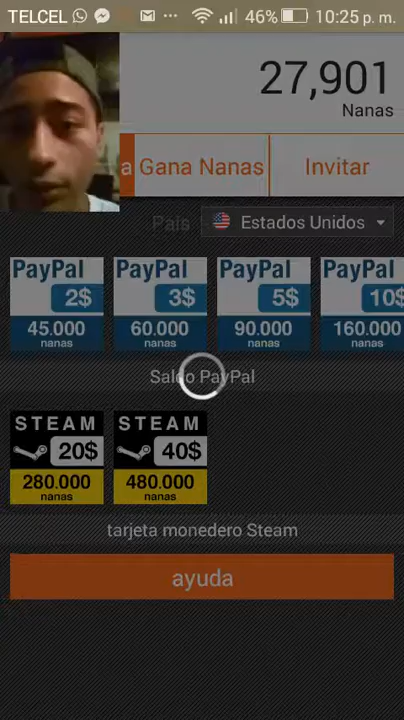 TELCEL ... 46% 10:25 p. m.
27,901
Nanas
a Gana Nanas Invitar
País Estados Unidos
PayPal PayPal PayPal PayPal
2$ 3$ 5$ 10$
45.000 60.000 90.000 160.000
nanas nanas nanas nanas
Saldo PayPal
STEAM STEAM
20$ 40$
280.000 480.000
nanas nanas
tarjeta monedero Steam
ayuda